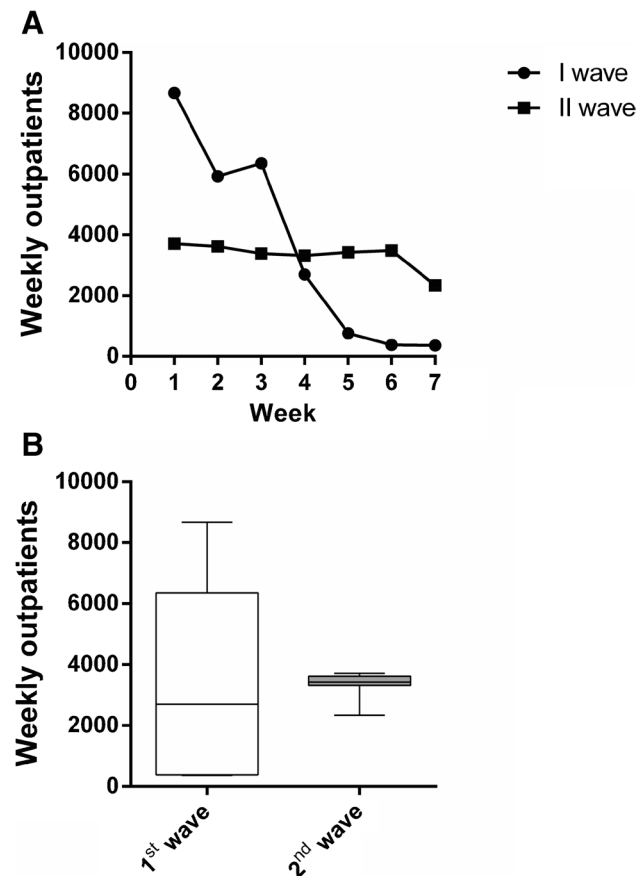 A
Weekly outpatients
10000
8000
6000
4000
2000
0
0 1 2 3 4 5 6 7
Week
I wave
II wave
B
Weekly outpatients
10000
8000
6000
4000
2000
0
1st wave
2nd wave